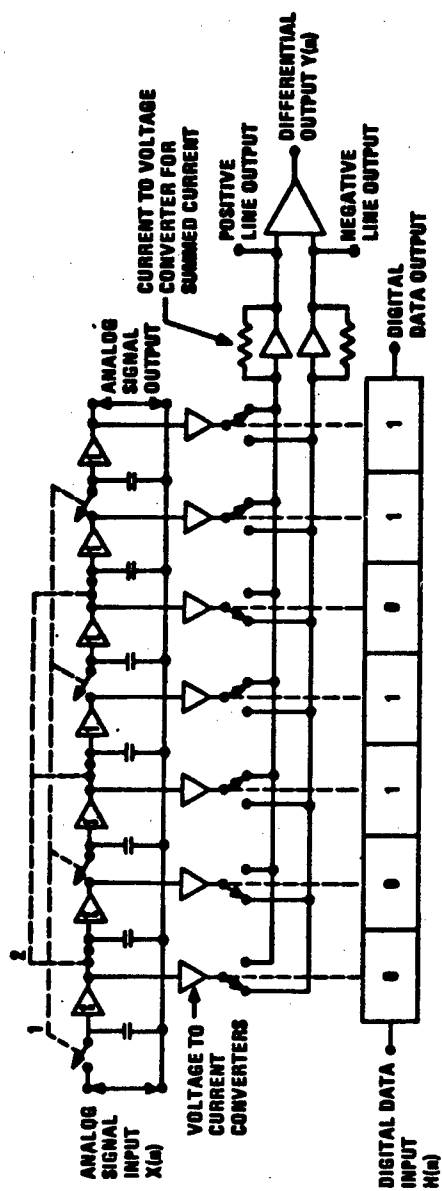 ANALOG
SIGNAL
INPUT
X(n)
1
2
ANALOG
SIGNAL
OUTPUT
VOLTAGE TO
CURRENT
CONVERTERS
CURRENT TO VOLTAGE
CONVERTER FOR
SUMMED CURRENT
POSITIVE
LINE OUTPUT
DIFFERENTIAL
OUTPUT Y(n)
NEGATIVE
LINE OUTPUT
DIGITAL DATA
INPUT
H(n)
0 0 1 1 0 1 1
DIGITAL
DATA OUTPUT